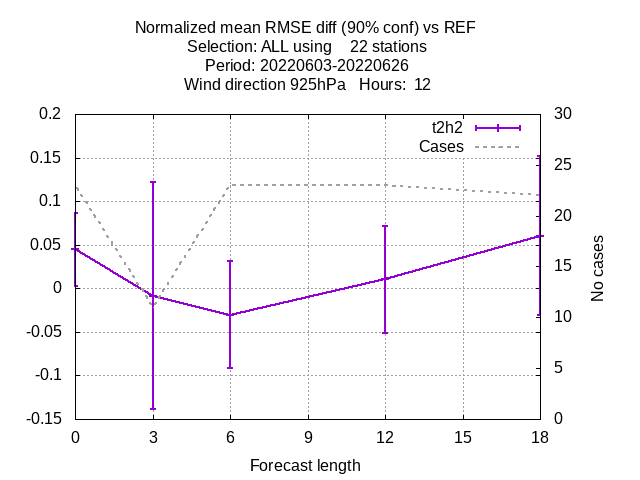 Normalized mean RMSE diff (90% conf) vs REF
Selection: ALL using    22 stations
Period: 20220603-20220626
Wind direction 925hPa   Hours:  12
t2h2
Cases
0.2
0.15
0.1
0.05
0
-0.05
-0.1
-0.15
30
25
20
15
10
5
0
No cases
0
3
6
9
12
15
18
Forecast length